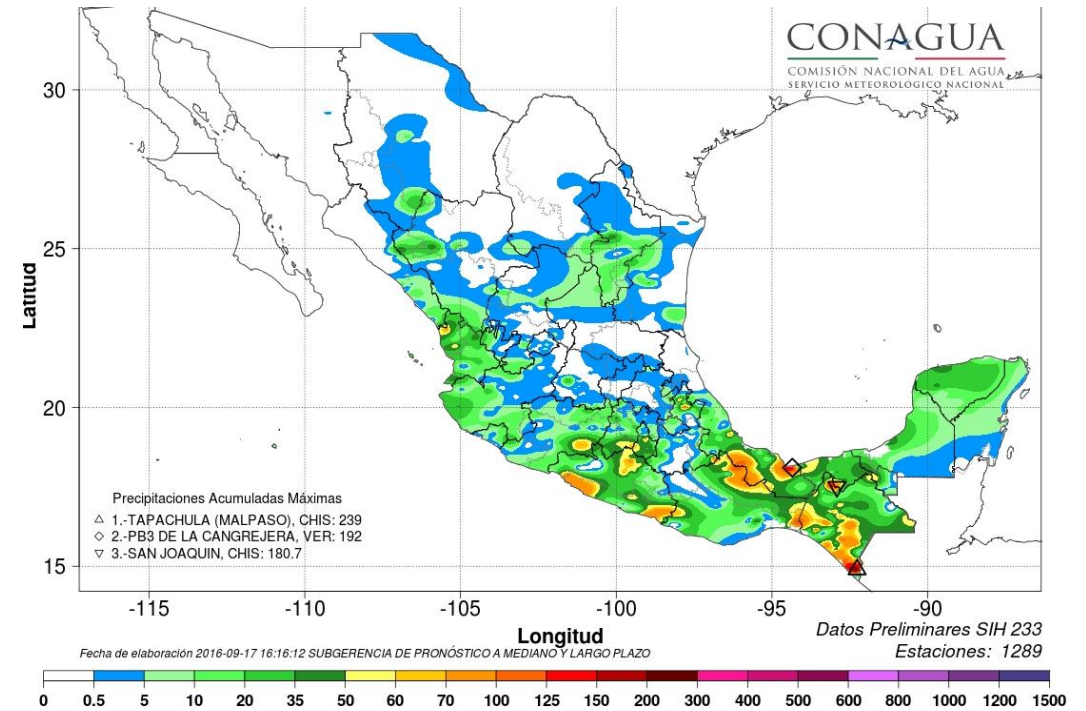 CONAGUA
COMISIÓN NACIONAL DEL AGUA
SERVICIO METEOROLÓGICO NACIONAL
30
25
20
15
Latitud
Precipitaciones Acumuladas Máximas
1.-TAPACHULA (MALPASO), CHIS: 239
2.-PB3 DE LA CANGREJERA, VER: 192
3.-SAN JOAQUIN, CHIS: 180.7
-115 -110 -105 -100 -95 -90
Longitud
Datos Preliminares SIH 233
Estaciones: 1289
Fecha de elaboración 2016-09-17 16:16:12 SUBGERENCIA DE PRONÓSTICO A MEDIANO Y LARGO PLAZO
0 0.5 5 10 20 35 50 60 70 100 125 150 200 300 400 500 600 800 1000 1200 1500